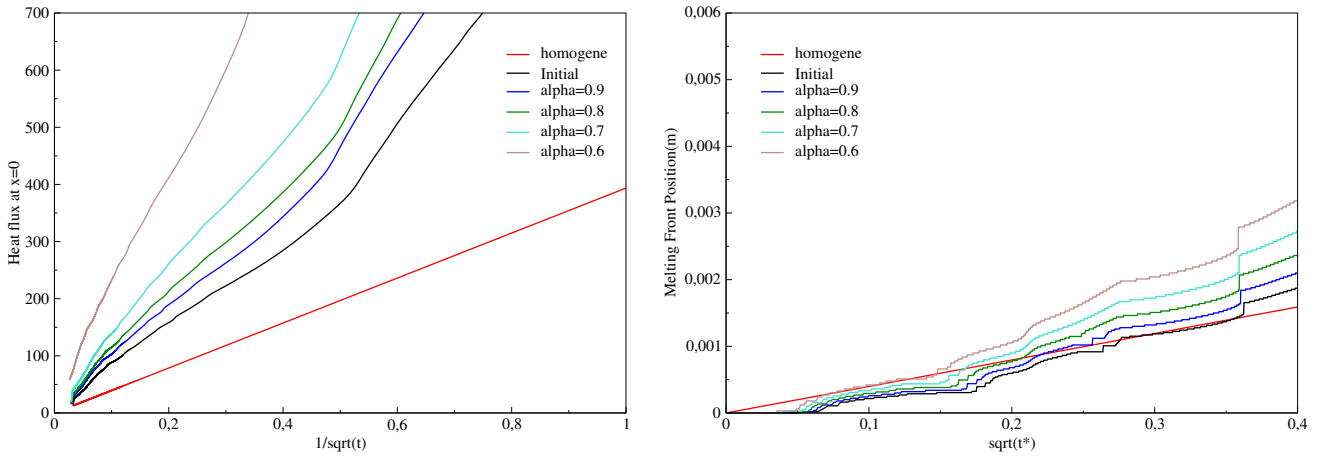 700
600
500
400
300
200
100
0
Heat flux at x=0
0
0,2
0,4
0,6
0,8
1
1/sqrt(t)
homogene
Initial
alpha=0.9
alpha=0.8
alpha=0.7
alpha=0.6
0,006
0,005
0,004
0,003
0,002
0,001
0
Melting Front Position(m)
0
0,1
0,2
0,3
0,4
sqrt(t*)
homogene
Initial
alpha=0.9
alpha=0.8
alpha=0.7
alpha=0.6